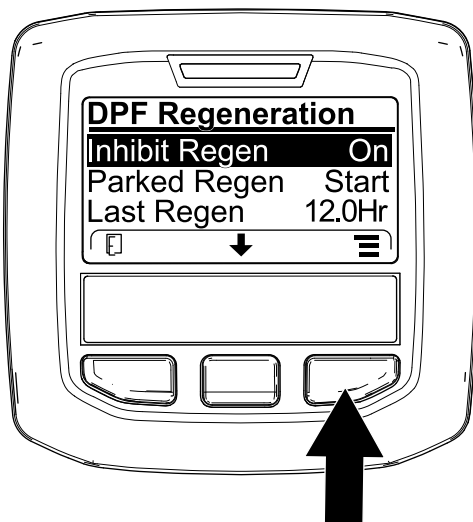 DPF Regeneration
Inhibit Regen On
Parked Regen Start
Last Regen 12.0Hr